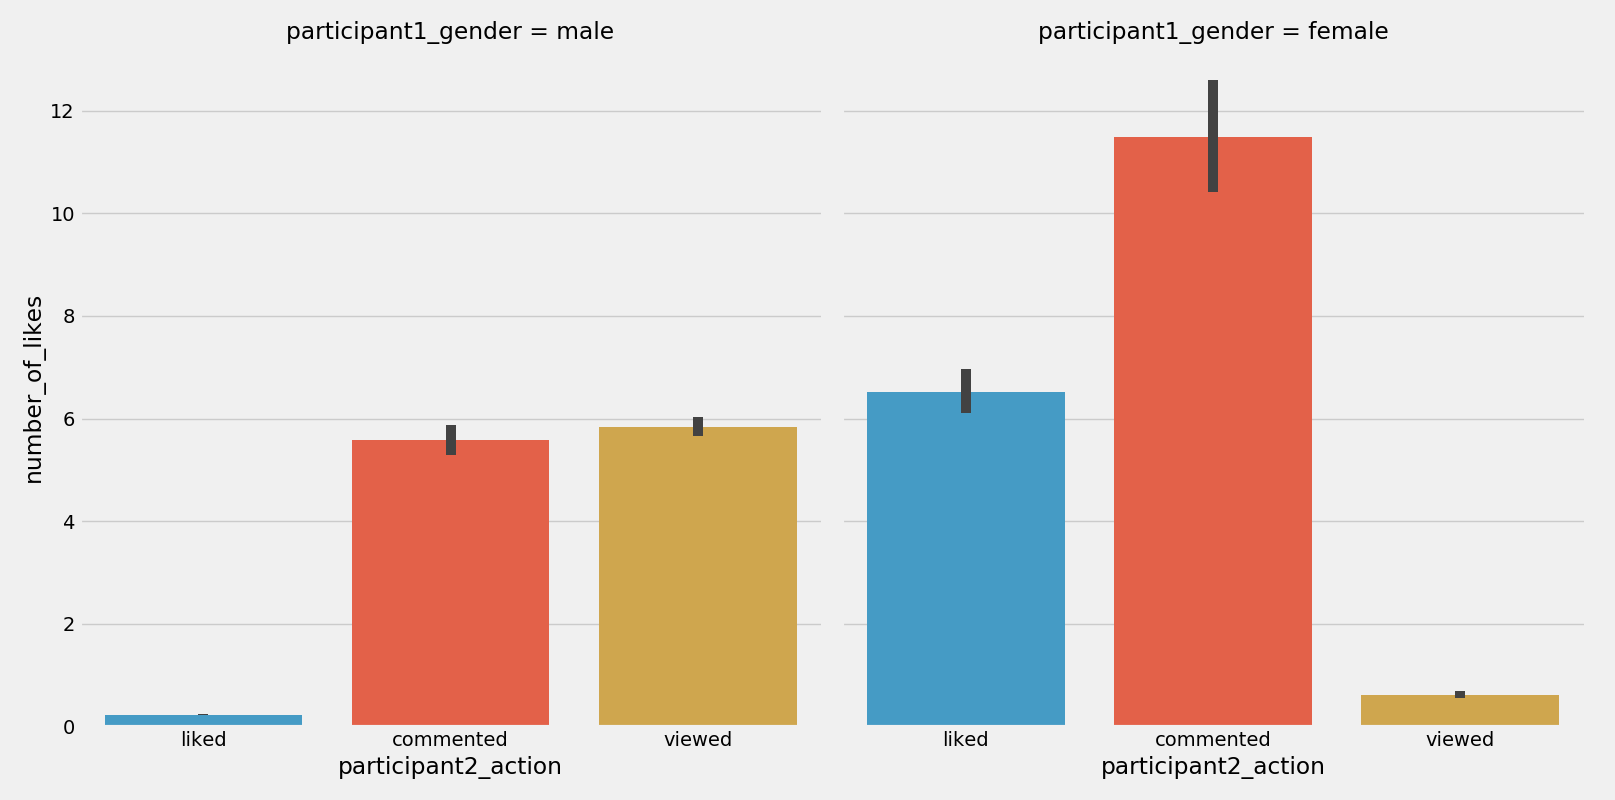 participant1_gender = male
participant1_gender = female
number_of_likes
12
10
8
6
4
2
0
liked commented viewed
liked commented viewed
participant2_action
participant2_action